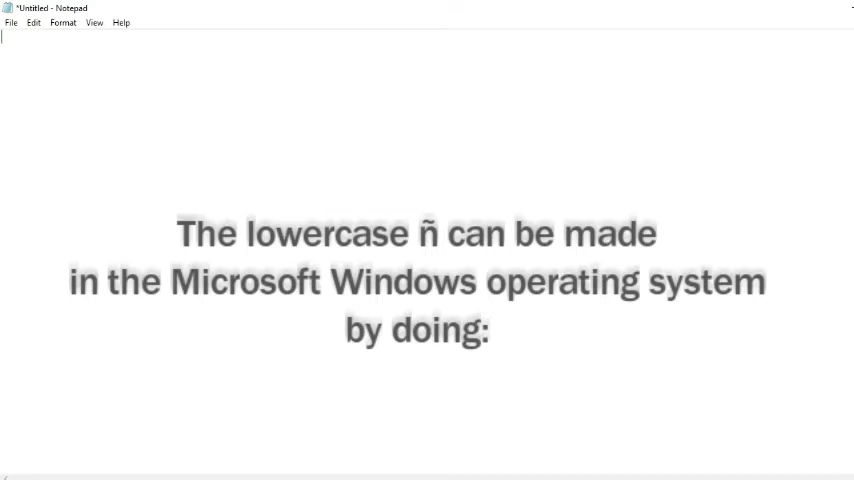 *Untitled - Notepad
File Edit Format View Help
The lowercase ñ can be made
in the Microsoft Windows operating system
by doing: